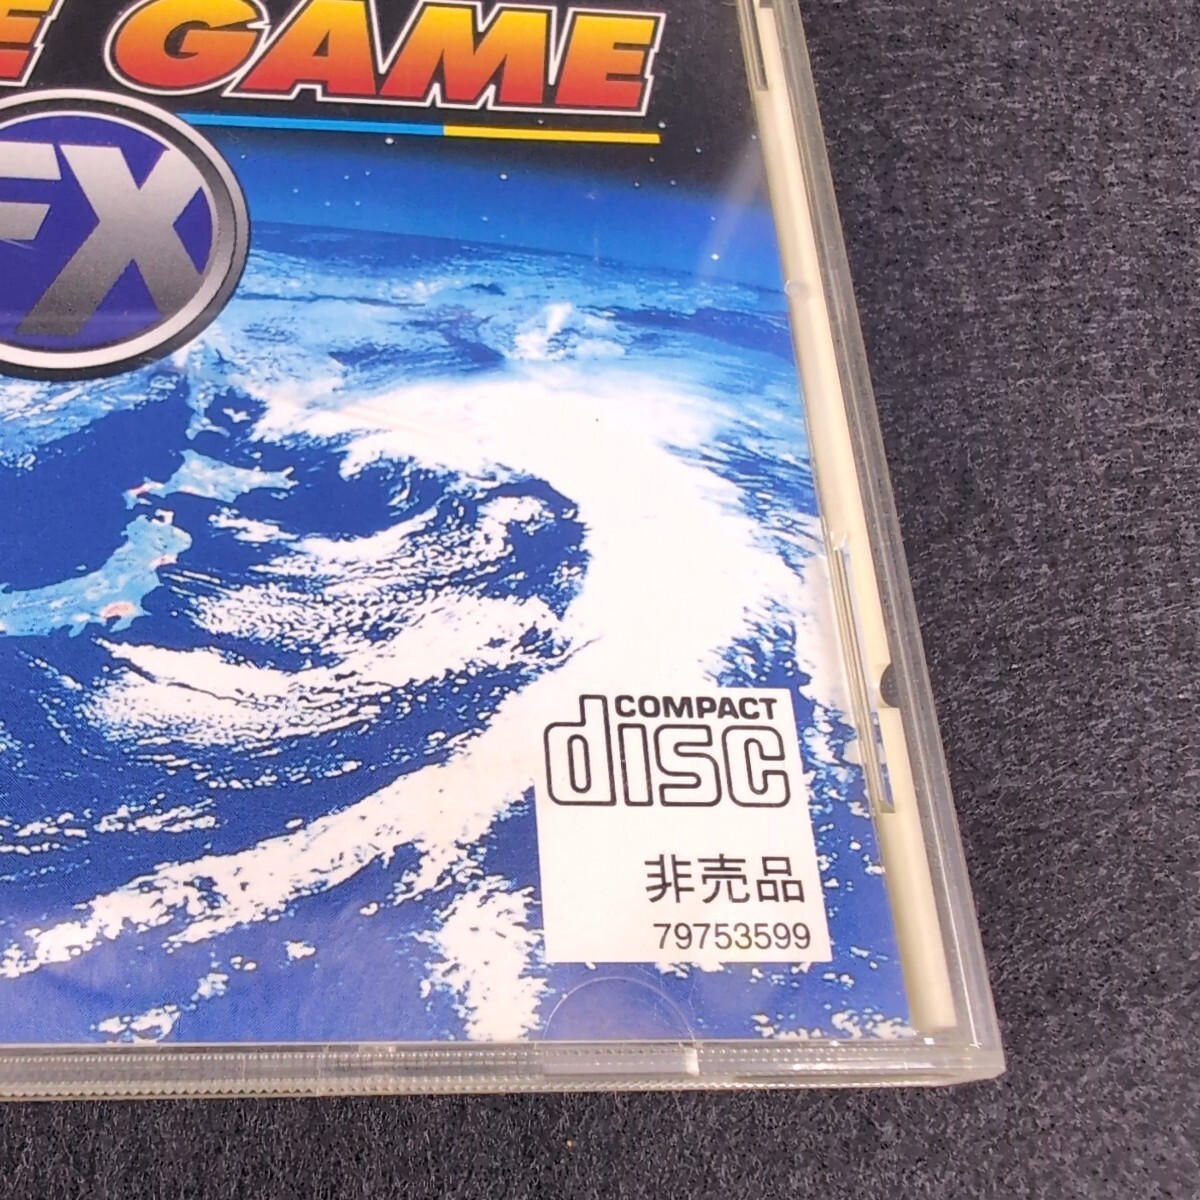 E GAME
FX
COMPACT
disc
非売品
79753599